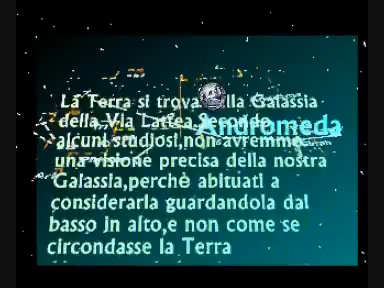 La Terra si trova nella Galassia
della Via Lattea,secondo
Andromeda
alcuni studiosi,non avremmo
una visione precisa della nostra
Galassia,perchè abituati a
considerarla guardandola dal
basso in alto,e non come se
circondasse la Terra